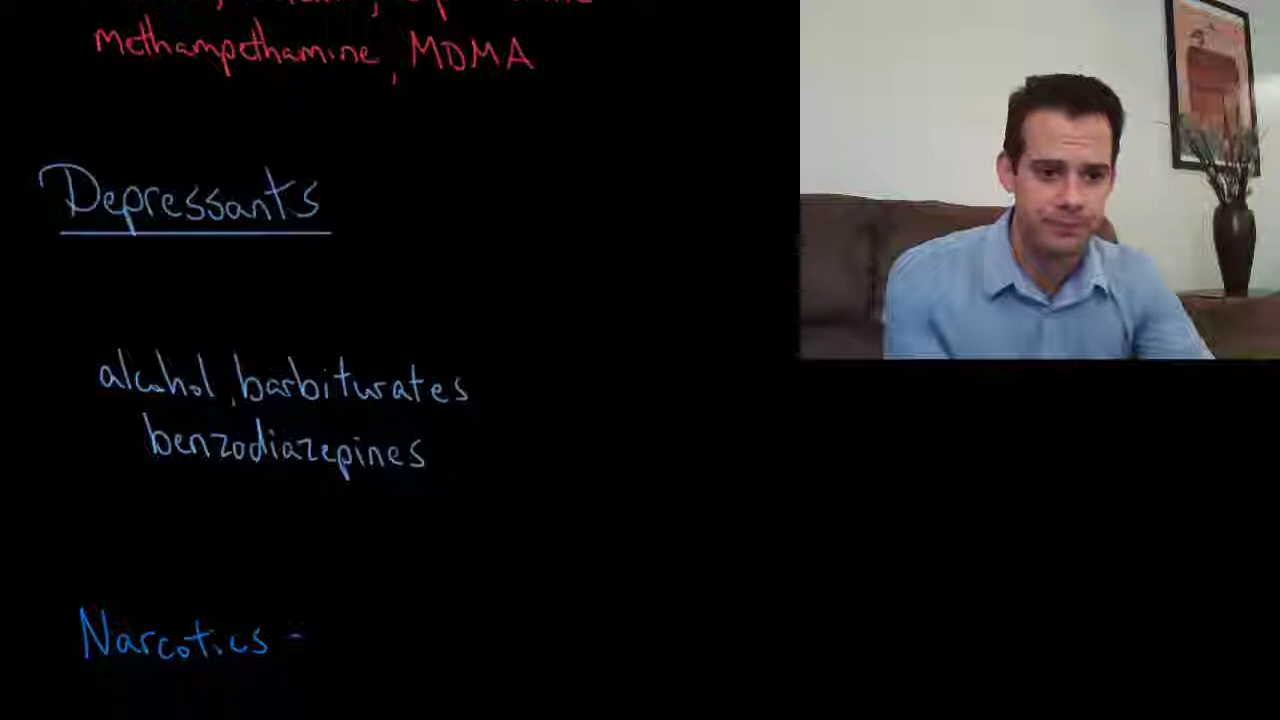 Methampethamine, MDMA
Depressants
alcohol, barbiturates
benzodiazepines
Narcotics -